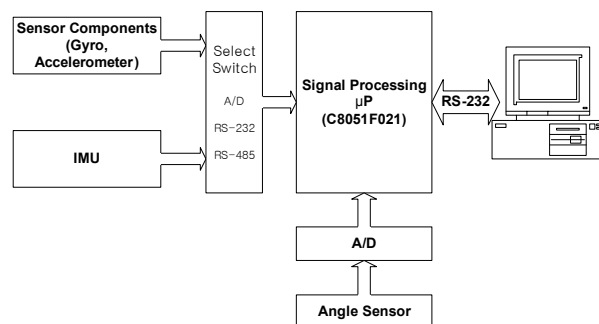 Sensor Components
(Gyro,
Accelerometer)
IMU
Select
Switch
A/D
RS-232
RS-485
Signal Processing
μP
(C8051F021)
RS-232
A/D
Angle Sensor